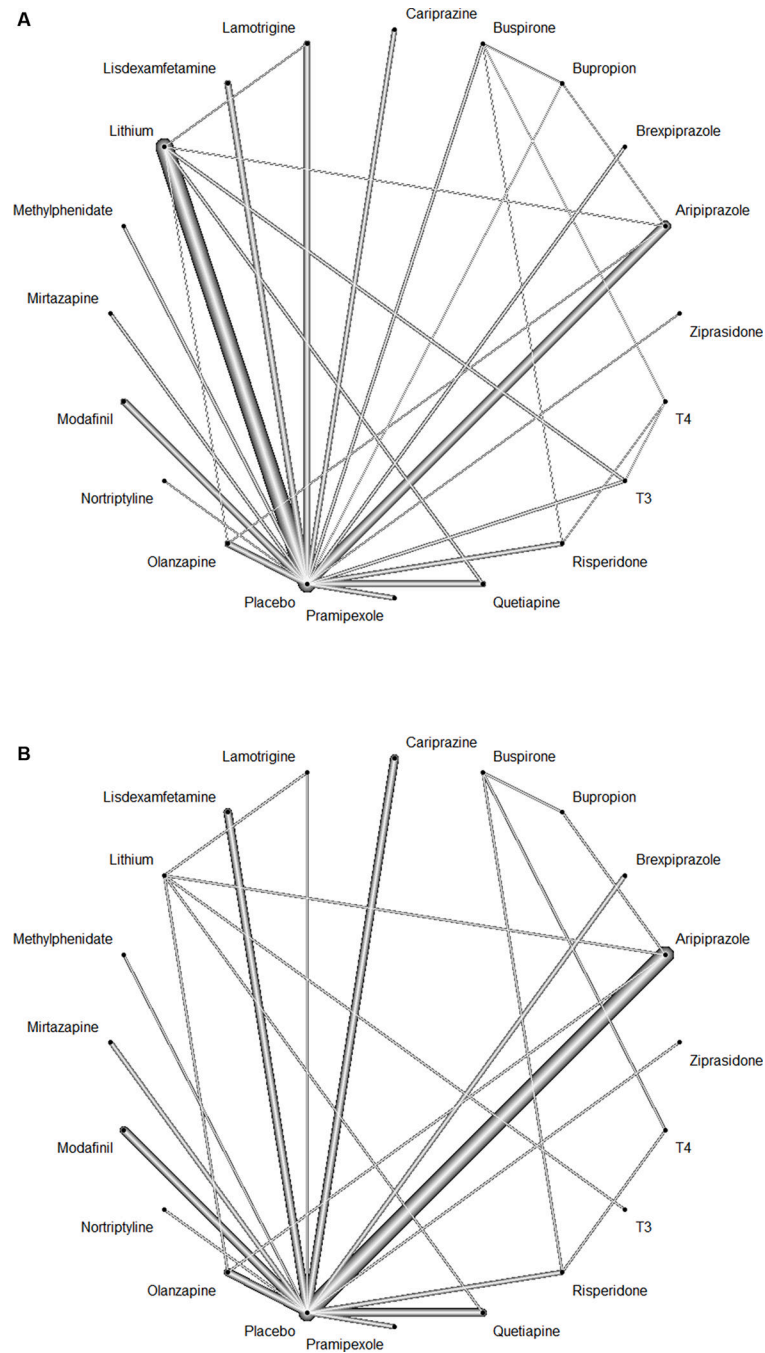 A
Cariprazine
Lamotrigine
Buspirone
Lisdexamfetamine
Bupropion
Lithium
Brexpiprazole
Methylphenidate
Aripiprazole
Mirtazapine
Ziprasidone
Modafinil
T4
Nortriptyline
T3
Olanzapine
Risperidone
Placebo
Quetiapine
Pramipexole
B
Cariprazine
Lamotrigine
Buspirone
Lisdexamfetamine
Bupropion
Lithium
Brexpiprazole
Methylphenidate
Aripiprazole
Mirtazapine
Ziprasidone
Modafinil
T4
Nortriptyline
T3
Olanzapine
Risperidone
Placebo
Quetiapine
Pramipexole